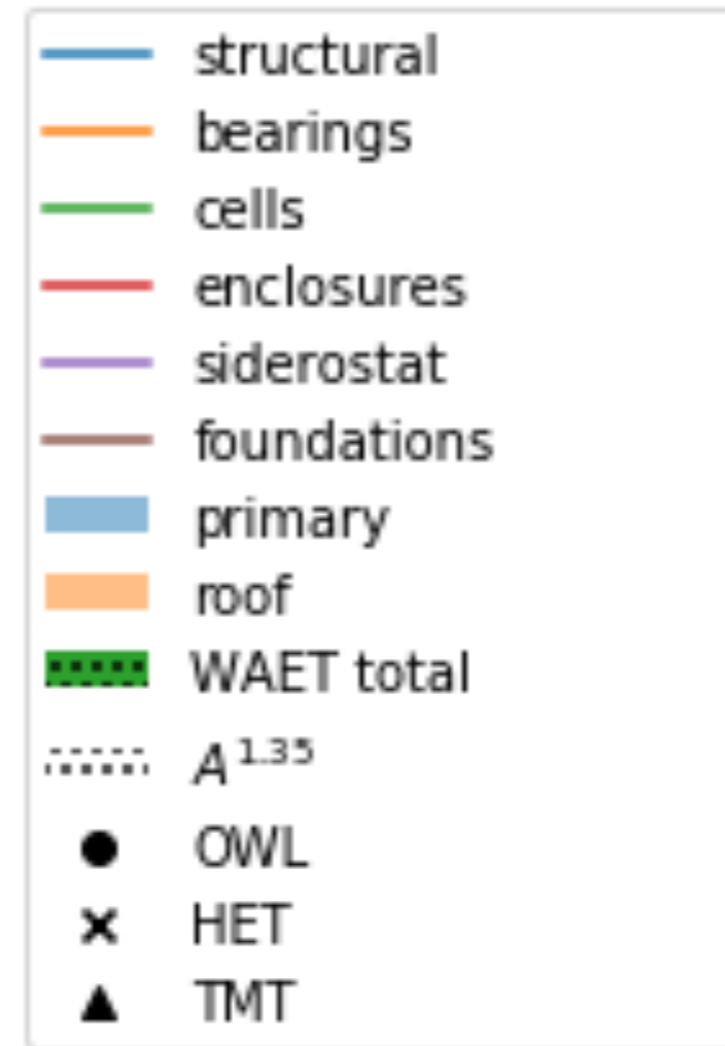 structural
bearings
cells
enclosures
siderostat
foundations
primary
roof
WAET total
A^1.35
OWL
HET
TMT